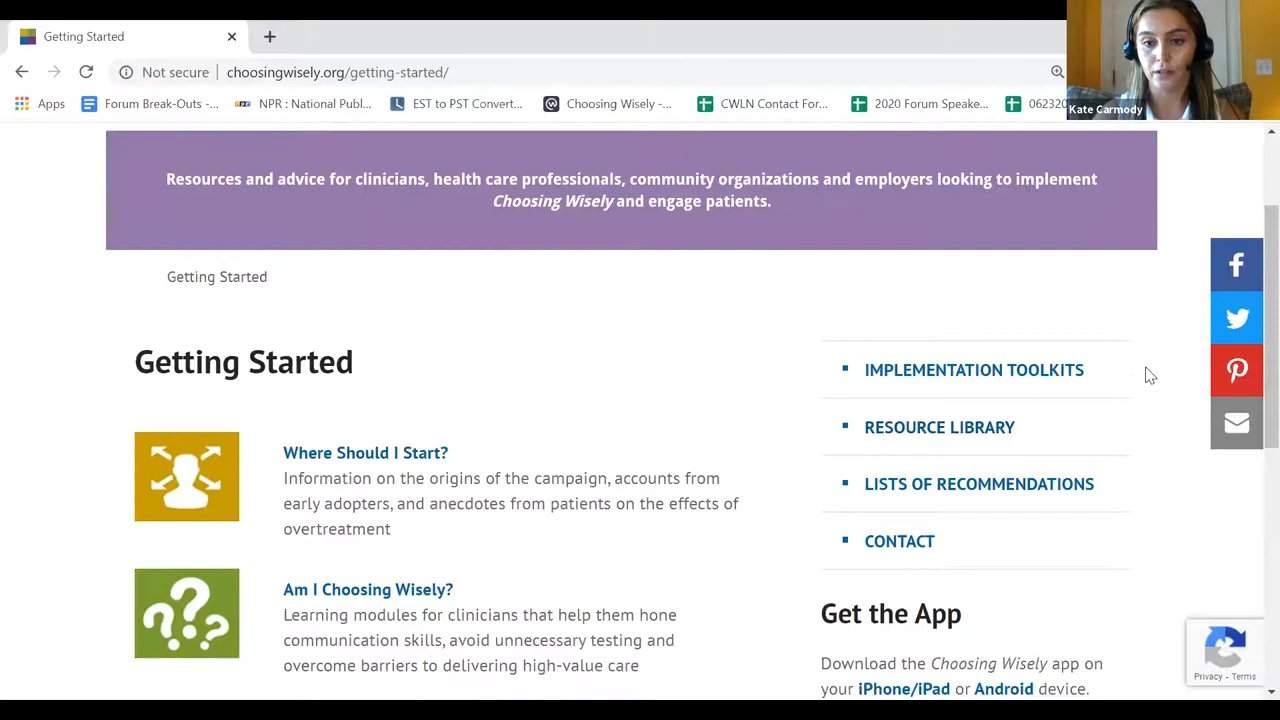 Getting Started
Not secure
choosingwisely.org/getting-started/
Apps
Forum Break-Outs -...
NPR : National Publ...
EST to PST Convert...
Choosing Wisely -...
CWLN Contact For...
2020 Forum Speake...
062320
Kate Carmody
Resources and advice for clinicians, health care professionals, community organizations and employers looking to implement
Choosing Wisely and engage patients.
Getting Started
Getting Started
Where Should I Start?
Information on the origins of the campaign, accounts from
early adopters, and anecdotes from patients on the effects of
overtreatment
Am I Choosing Wisely?
Learning modules for clinicians that help them hone
communication skills, avoid unnecessary testing and
overcome barriers to delivering high-value care
IMPLEMENTATION TOOLKITS
RESOURCE LIBRARY
LISTS OF RECOMMENDATIONS
CONTACT
Get the App
Download the Choosing Wisely app on
your iPhone/iPad or Android device.
Privacy - Terms